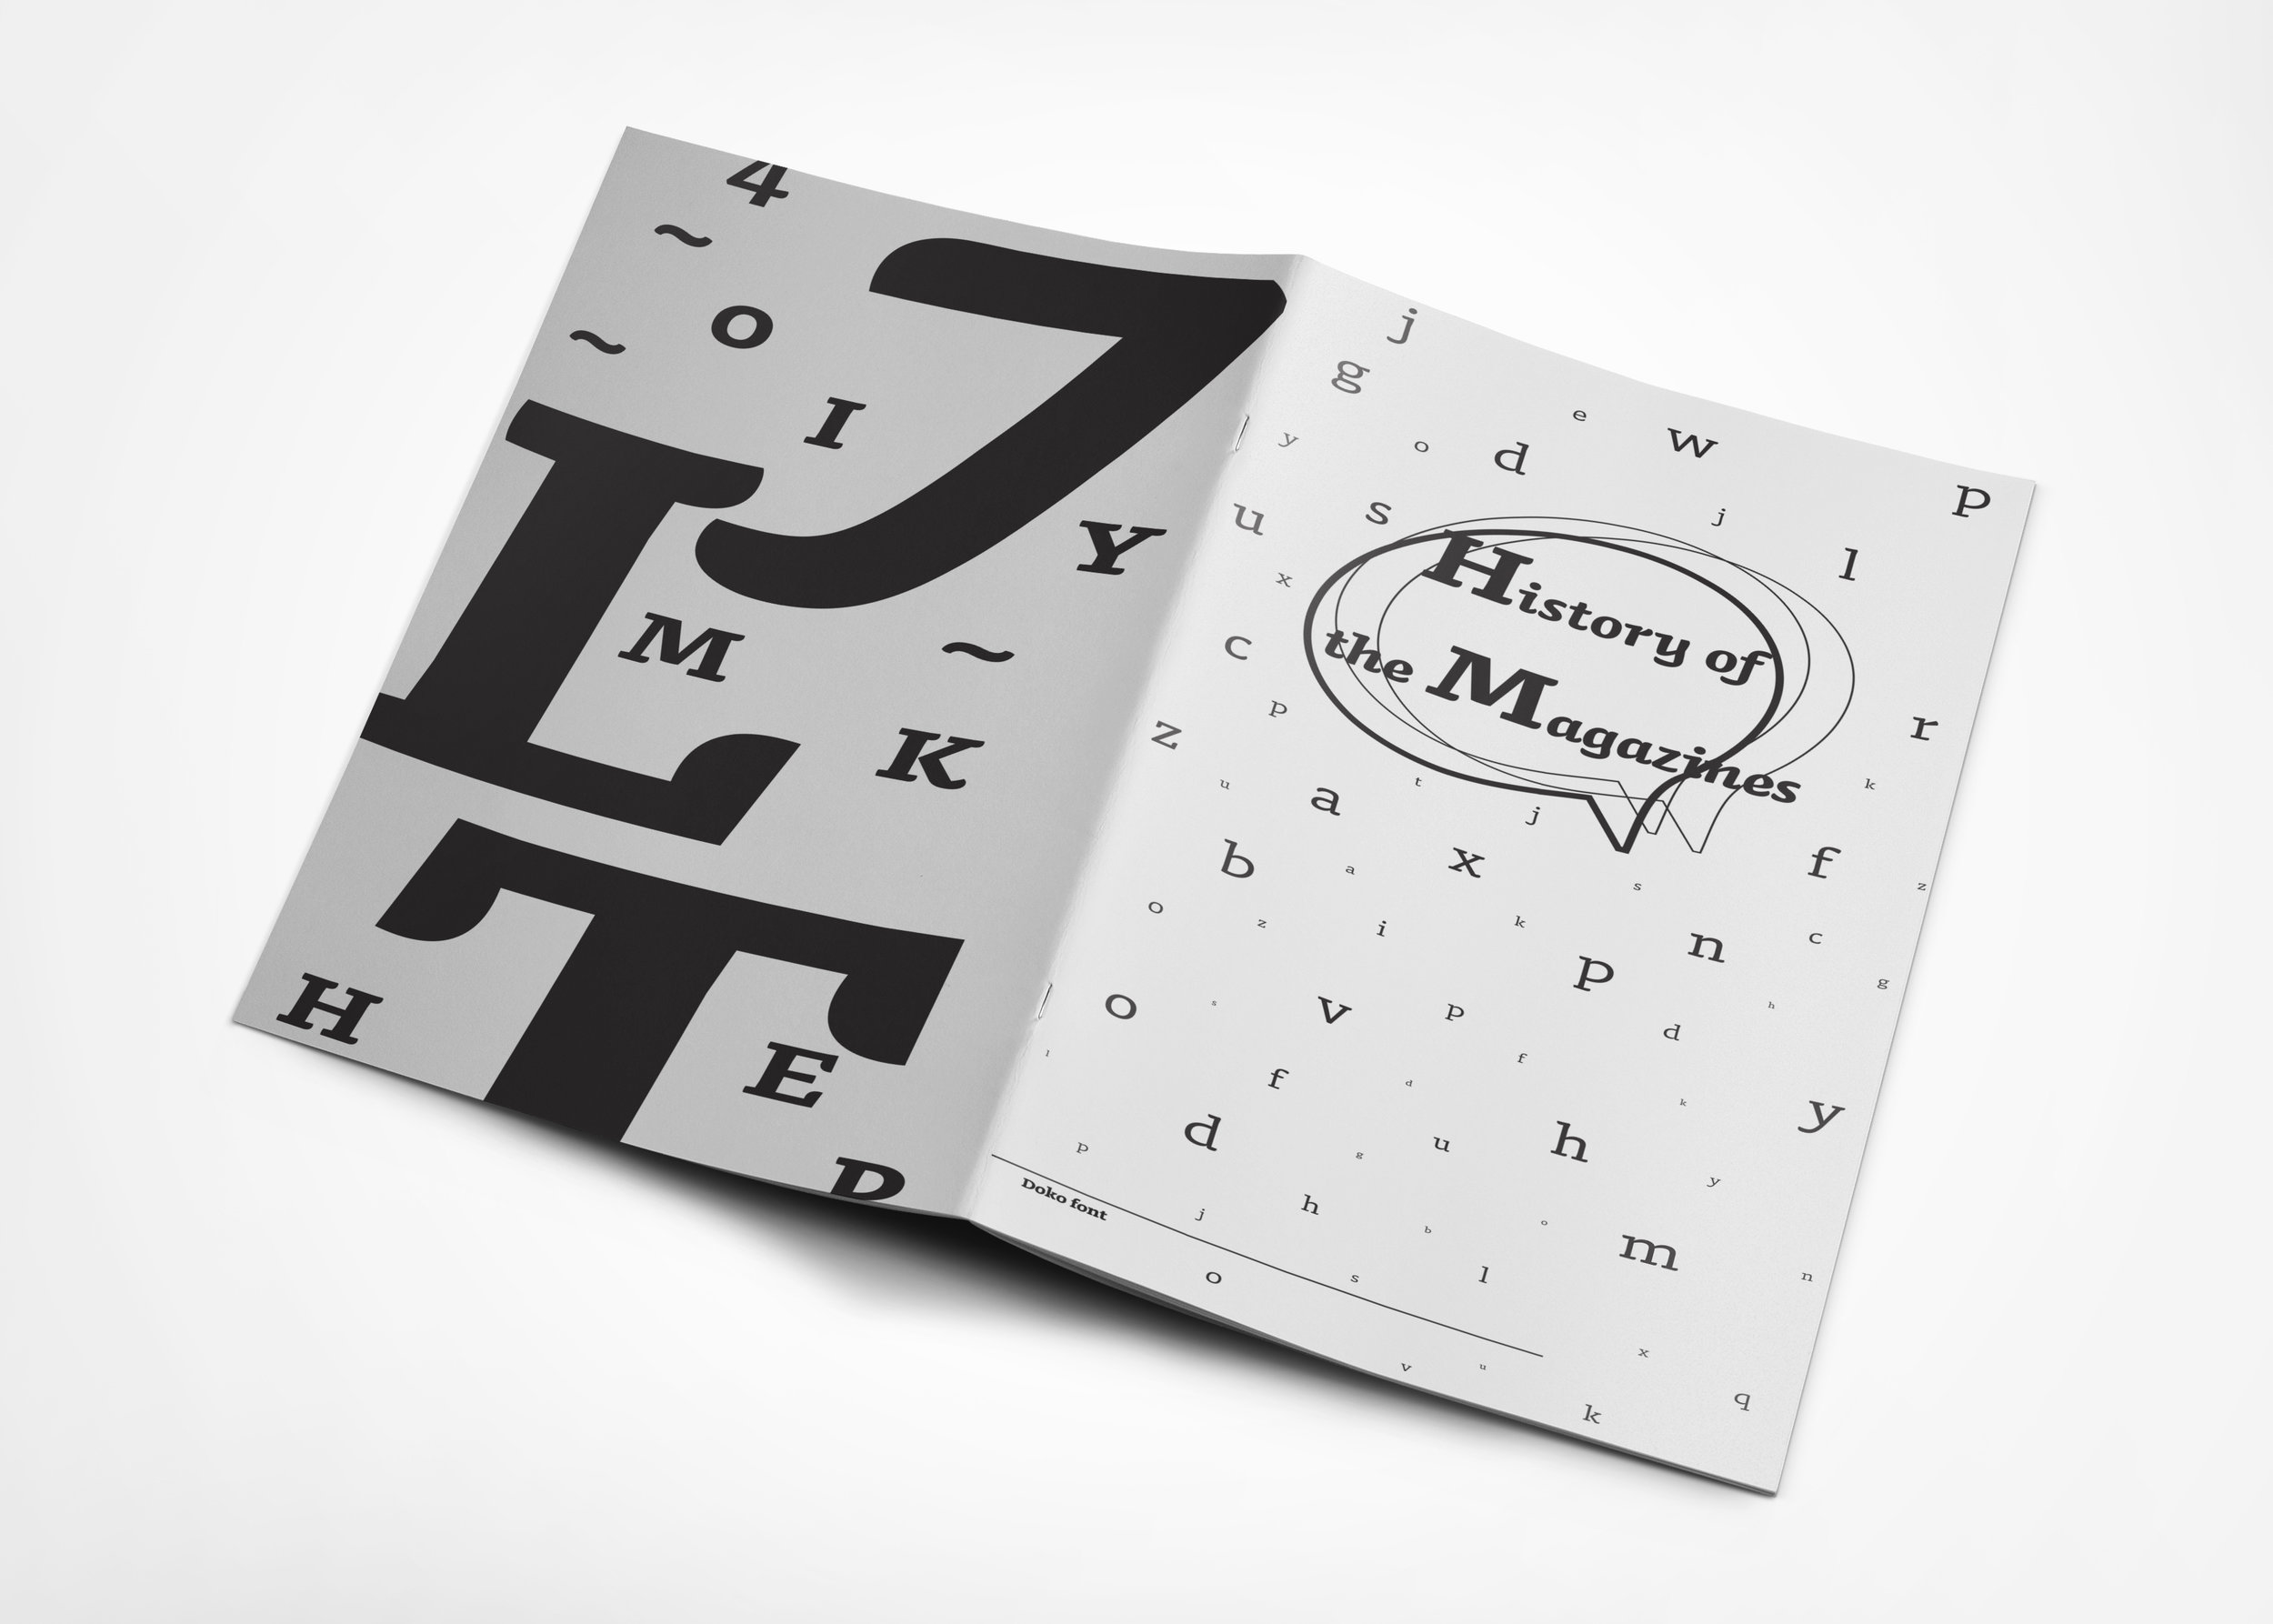 4
~
O
~
I
J
L
Y
M
~
K
T
H
E
j
g
e
w
y
o
d
p
u
s
j
l
x
History of
the Magazines
c
p
r
z
u
a
t
j
k
b
a
x
s
f
z
o
z
i
k
n
c
p
g
o
s
v
p
h
d
l
f
d
f
k
y
d
g
u
h
p
y
Doko font
j
h
b
o
m
o
s
l
n
v
u
x
q
k